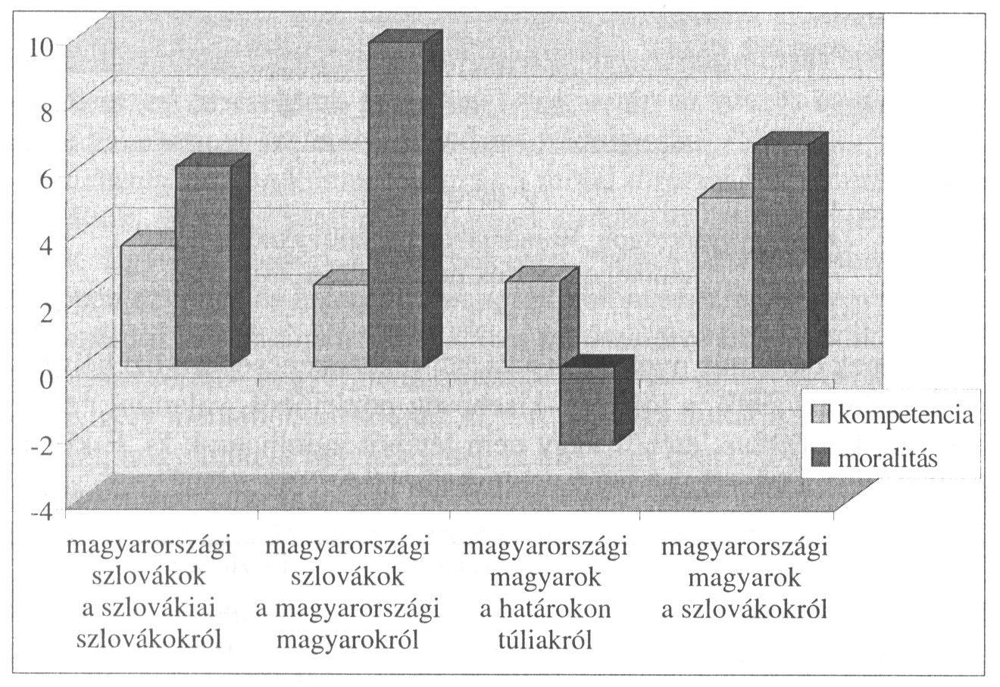 10
8
6
4
2
0
-2
-4
kompetencia
moralitás
magyarországi
szlovákok
a szlovákiai
szlovákokról
magyarországi
szlovákok
a magyarországi
magyarokról
magyarországi
magyarok
a határokon
túliakról
magyarországi
magyarok
a szlovákokról